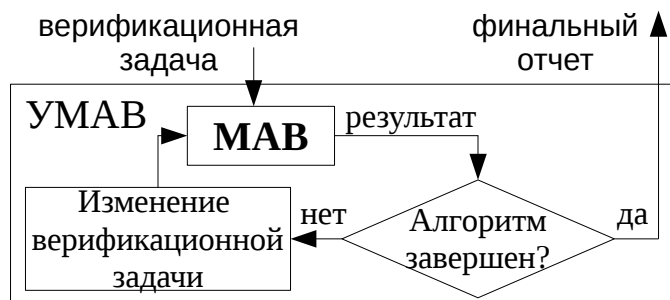 верификационная
задача
финальный
отчет
УМАВ
МАВ
результат
Изменение
верификационной
задачи
нет
Алгоритм
завершен?
да